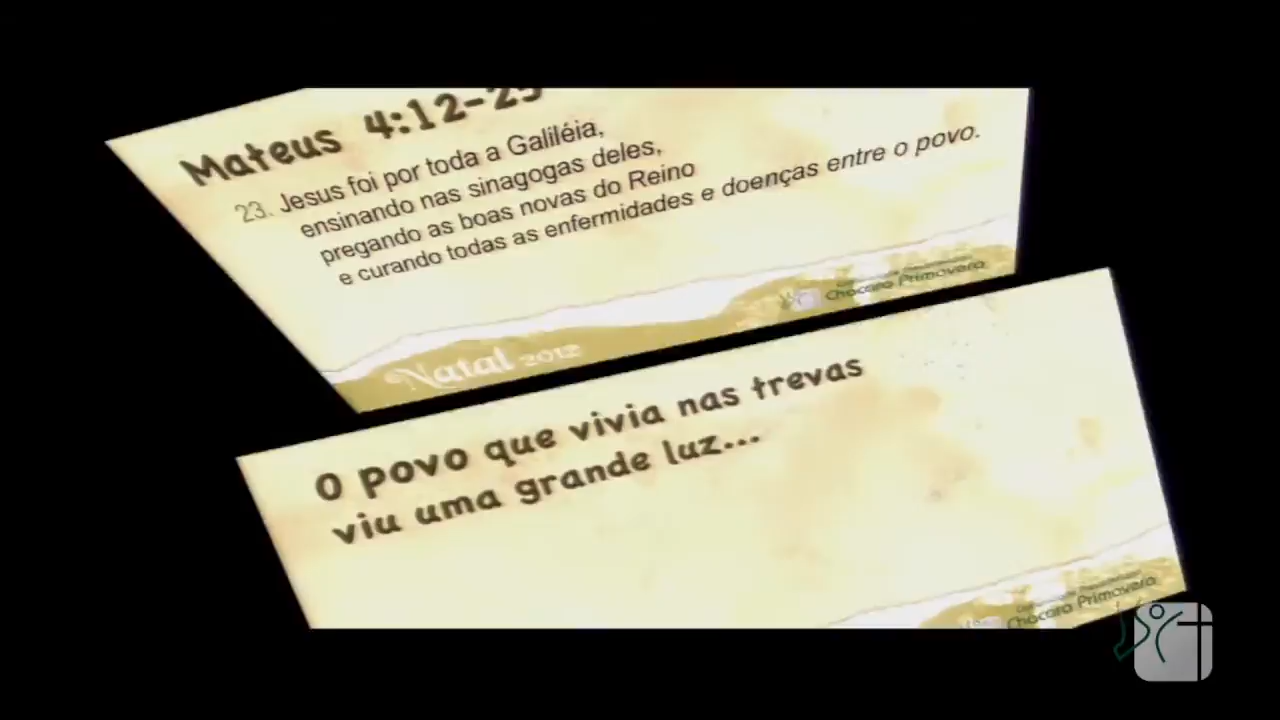 Mateus 4:12-25
23. Jesus foi por toda a Galiléia,
ensinando nas sinagogas deles,
pregando as boas novas do Reino
e curando todas as enfermidades e doenças entre o povo.
Chácara Primavera
Natal 2012
O povo que vivia nas trevas
viu uma grande luz...
Chácara Primavera